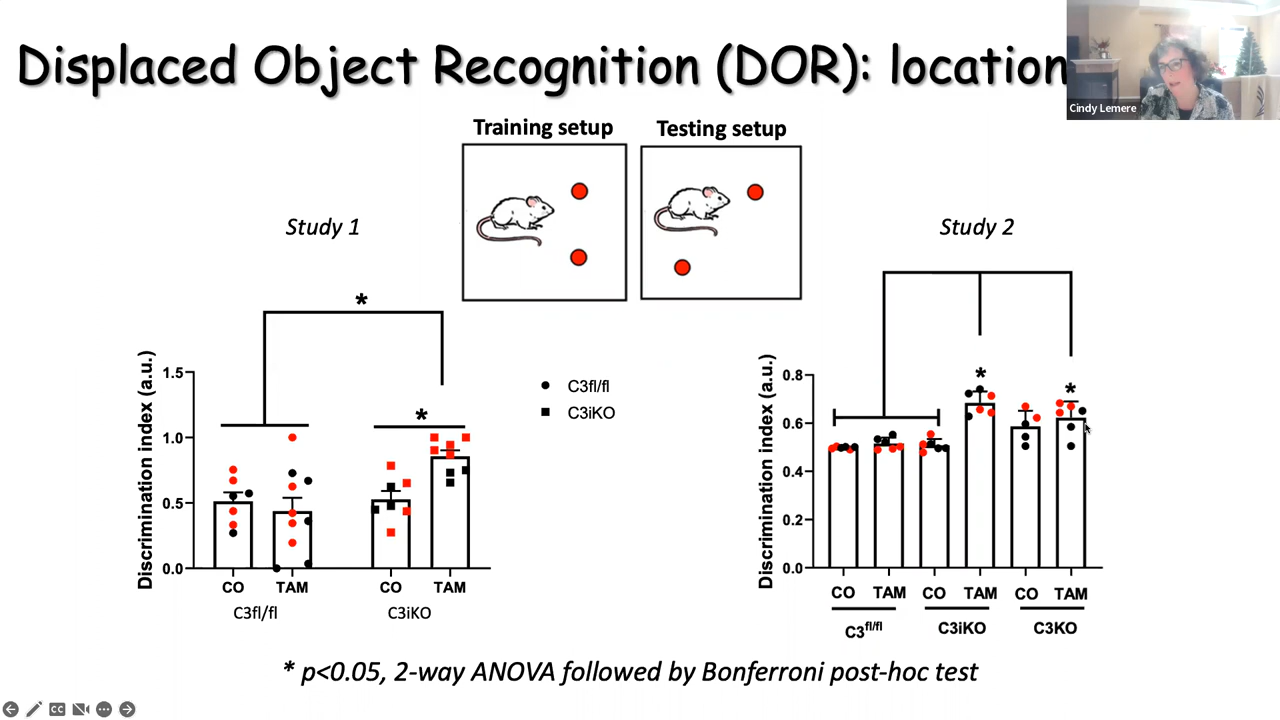 Displaced Object Recognition (DOR): location
Cindy Lemere
Training setup
Testing setup
Study 1
Study 2
*
*
Discrimination index (a.u.)
1.5
1.0
0.5
0.0
CO
TAM
CO
TAM
C3fl/fl
C3iKO
C3fl/fl
C3iKO
*
*
Discrimination index (a.u.)
0.8
0.6
0.4
0.2
0.0
CO
TAM
CO
TAM
CO
TAM
C3fl/fl
C3iKO
C3KO
* p<0.05, 2-way ANOVA followed by Bonferroni post-hoc test
CC